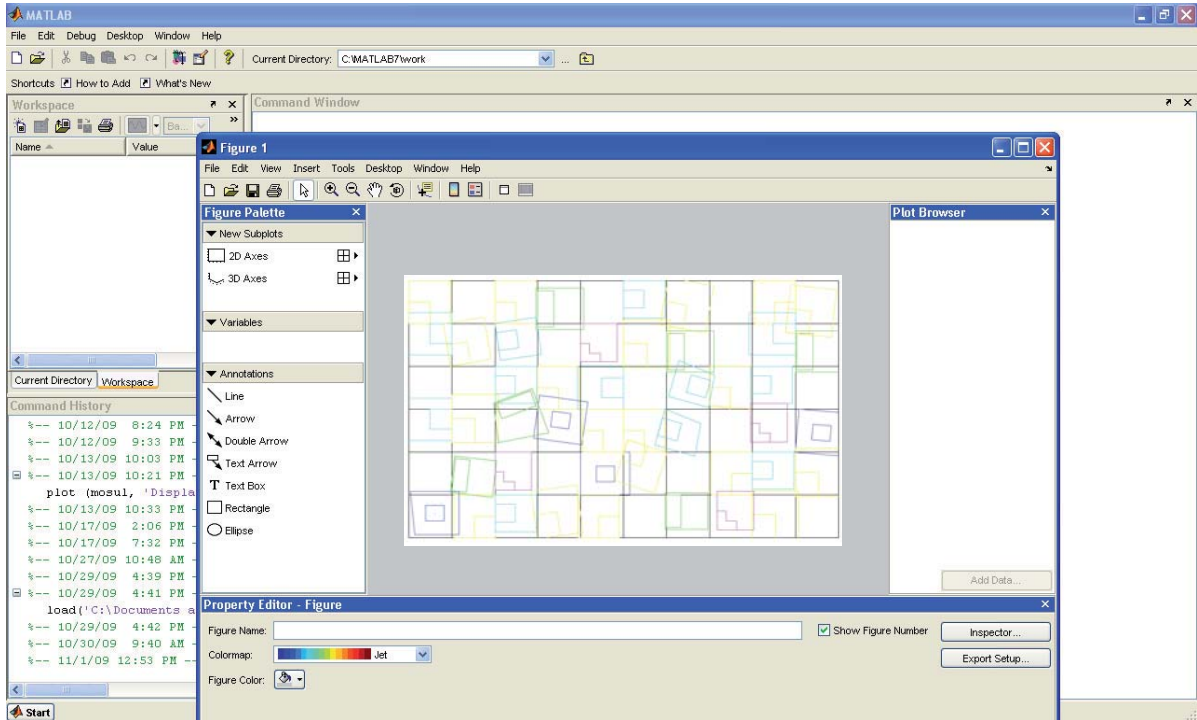 MATLAB
File Edit Debug Desktop Window Help
Current Directory: C:\MATLAB7\work
...
Shortcuts How to Add What's New
Workspace
Ba...
Name Value
Current Directory Workspace
Command History
%-- 10/12/09 8:24 PM -
%-- 10/12/09 9:33 PM -
%-- 10/13/09 10:03 PM -
%-- 10/13/09 10:21 PM -
plot (mosul, 'Displa
%-- 10/13/09 10:33 PM -
%-- 10/17/09 2:06 PM -
%-- 10/17/09 7:32 PM -
%-- 10/27/09 10:48 AM -
%-- 10/29/09 4:39 PM -
%-- 10/29/09 4:41 PM -
load('C:\Documents a
%-- 10/29/09 4:42 PM -
%-- 10/30/09 9:40 AM -
%-- 11/1/09 12:53 PM --
Command Window
Figure 1
File Edit View Insert Tools Desktop Window Help
Figure Palette
New Subplots
2D Axes
3D Axes
Variables
Annotations
Line
Arrow
Double Arrow
Text Arrow
T Text Box
Rectangle
Ellipse
Plot Browser
Add Data...
Property Editor - Figure
Figure Name:
Show Figure Number
Inspector...
Colormap: Jet
Export Setup...
Figure Color:
Start